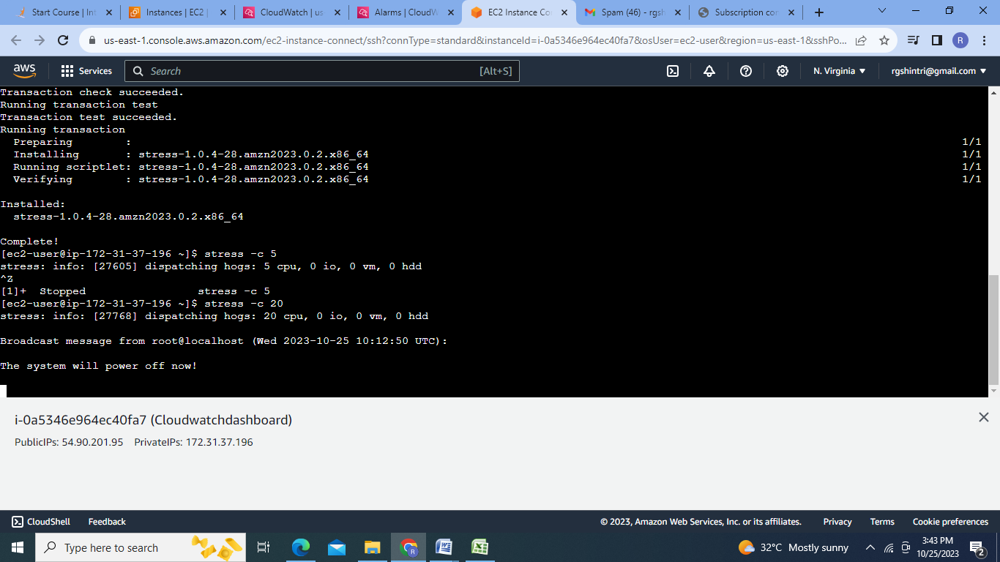 Start Course | Int
Instances | EC2 |
CloudWatch | us
Alarms | CloudW
EC2 Instance Co
Spam (46) - rgsh
Subscription con
us-east-1.console.aws.amazon.com/ec2-instance-connect/ssh?connType=standard&instanceId=i-0a5346e964ec40fa7&osUser=ec2-user&region=us-east-1&sshPo...
R
aws
Services
Search
[Alt+S]
N. Virginia
rgshintri@gmail.com
Transaction check succeeded.
Running transaction test
Transaction test succeeded.
Running transaction
Preparing : 1/1
Installing : stress-1.0.4-28.amzn2023.0.2.x86_64 1/1
Running scriptlet: stress-1.0.4-28.amzn2023.0.2.x86_64 1/1
Verifying : stress-1.0.4-28.amzn2023.0.2.x86_64 1/1
Installed:
stress-1.0.4-28.amzn2023.0.2.x86_64
Complete!
[ec2-user@ip-172-31-37-196 ~]$ stress -c 5
stress: info: [27605] dispatching hogs: 5 cpu, 0 io, 0 vm, 0 hdd
^Z
[1]+ Stopped stress -c 5
[ec2-user@ip-172-31-37-196 ~]$ stress -c 20
stress: info: [27768] dispatching hogs: 20 cpu, 0 io, 0 vm, 0 hdd
Broadcast message from root@localhost (Wed 2023-10-25 10:12:50 UTC):
The system will power off now!
i-0a5346e964ec40fa7 (Cloudwatchdashboard)
PublicIPs: 54.90.201.95 PrivateIPs: 172.31.37.196
CloudShell
Feedback
© 2023, Amazon Web Services, Inc. or its affiliates.
Privacy
Terms
Cookie preferences
Type here to search
R
32°C Mostly sunny
3:43 PM
10/25/2023
2